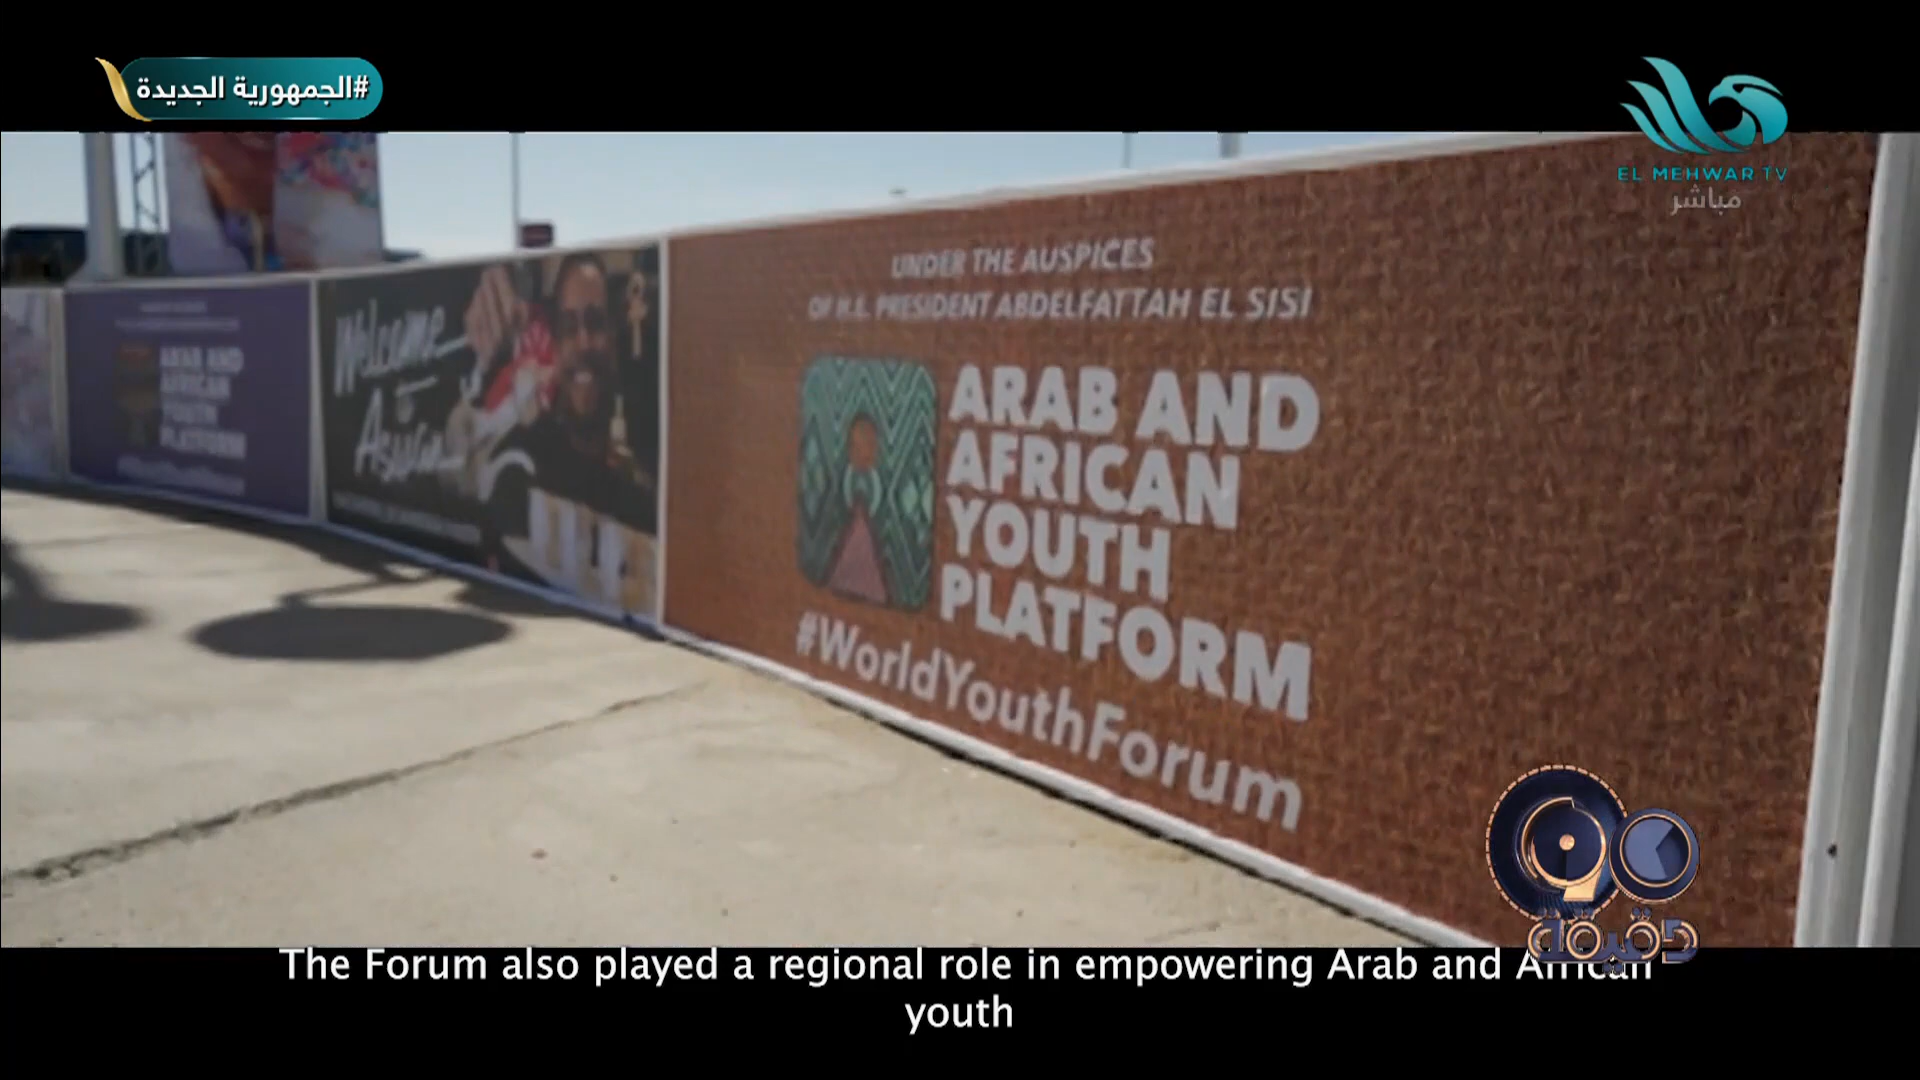 #الجمهورية الجديدة
EL MEHWAR TV
مباشر
UNDER THE AUSPICES
OF H.E. PRESIDENT ABDELFATTAH EL SISI
ARAB AND
AFRICAN
YOUTH
PLATFORM
#WorldYouthForum
Welcome
to
Aswan
ARAB AND
AFRICAN
YOUTH
PLATFORM
90
دقيقة
The Forum also played a regional role in empowering Arab and African
youth